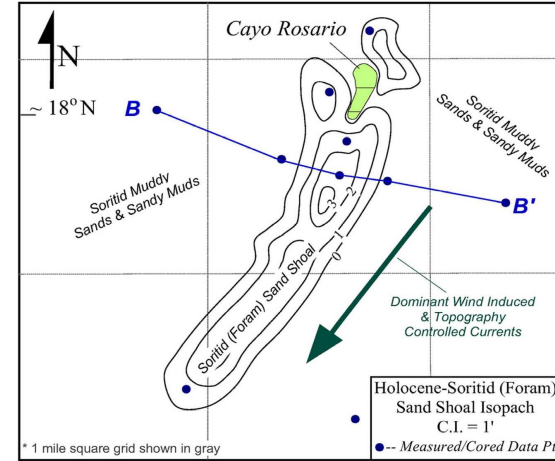 Cayo Rosario
N
~ 18° N
B
B'
Soritid Muddy
Sands & Sandy Muds
Soritid Muddy
Sands & Sandy Muds
3
2
1
0
Soritid (Foram) Sand Shoal
Dominant Wind Induced
& Topography
Controlled Currents
Holocene-Soritid (Foram)
Sand Shoal Isopach
C.I. = 1'
-- Measured/Cored Data Pt
* 1 mile square grid shown in gray